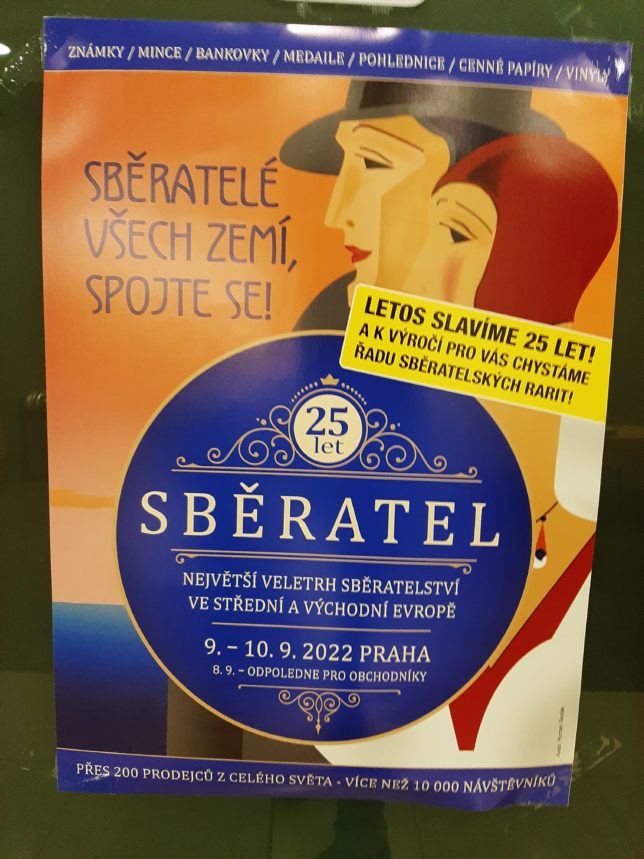 ZNÁMKY / MINCE / BANKOVKY / MEDAILE / POHLEDNICE / CENNÉ PAPÍRY / VINYLY
SBĚRATELÉ
VŠECH ZEMÍ,
SPOJTE SE!
LETOS SLAVÍME 25 LET!
A K VÝROČÍ PRO VÁS CHYSTÁME
ŘADU SBĚRATELSKÝCH RARIT!
25
let
SBĚRATEL
NEJVĚTŠÍ VELETRH SBĚRATELSTVÍ
VE STŘEDNÍ A VÝCHODNÍ EVROPĚ
9. – 10. 9. 2022 PRAHA
8. 9. – ODPOLEDNE PRO OBCHODNÍKY
PŘES 200 PRODEJCŮ Z CELÉHO SVĚTA - VÍCE NEŽ 10 000 NÁVŠTĚVNÍKŮ